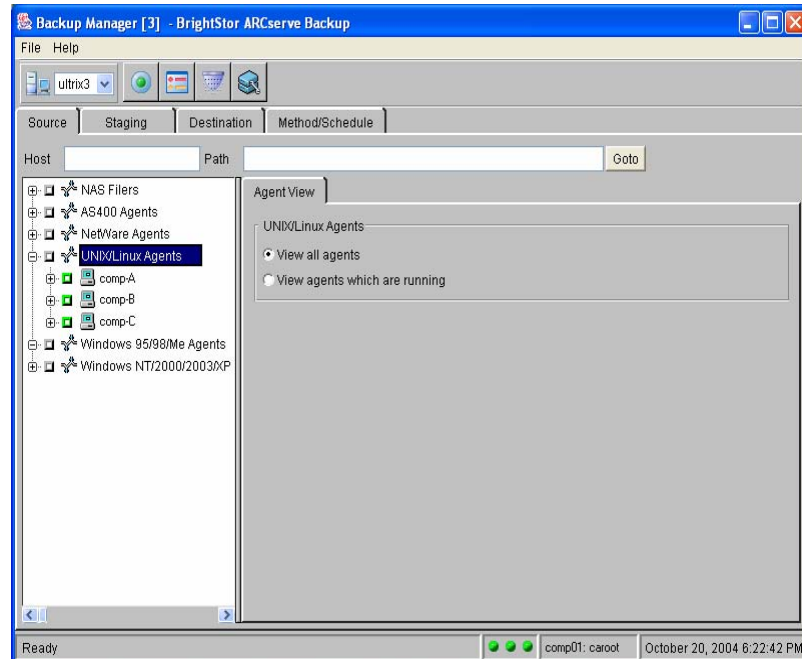 Backup Manager [3] - BrightStor ARCserve Backup
File Help
ultrix3
Source Staging Destination Method/Schedule
Host Path Goto
NAS Filers
AS400 Agents
NetWare Agents
UNIX/Linux Agents
comp-A
comp-B
comp-C
Windows 95/98/Me Agents
Windows NT/2000/2003/XP
Agent View
UNIX/Linux Agents
View all agents
View agents which are running
Ready comp01: caroot October 20, 2004 6:22:42 PM